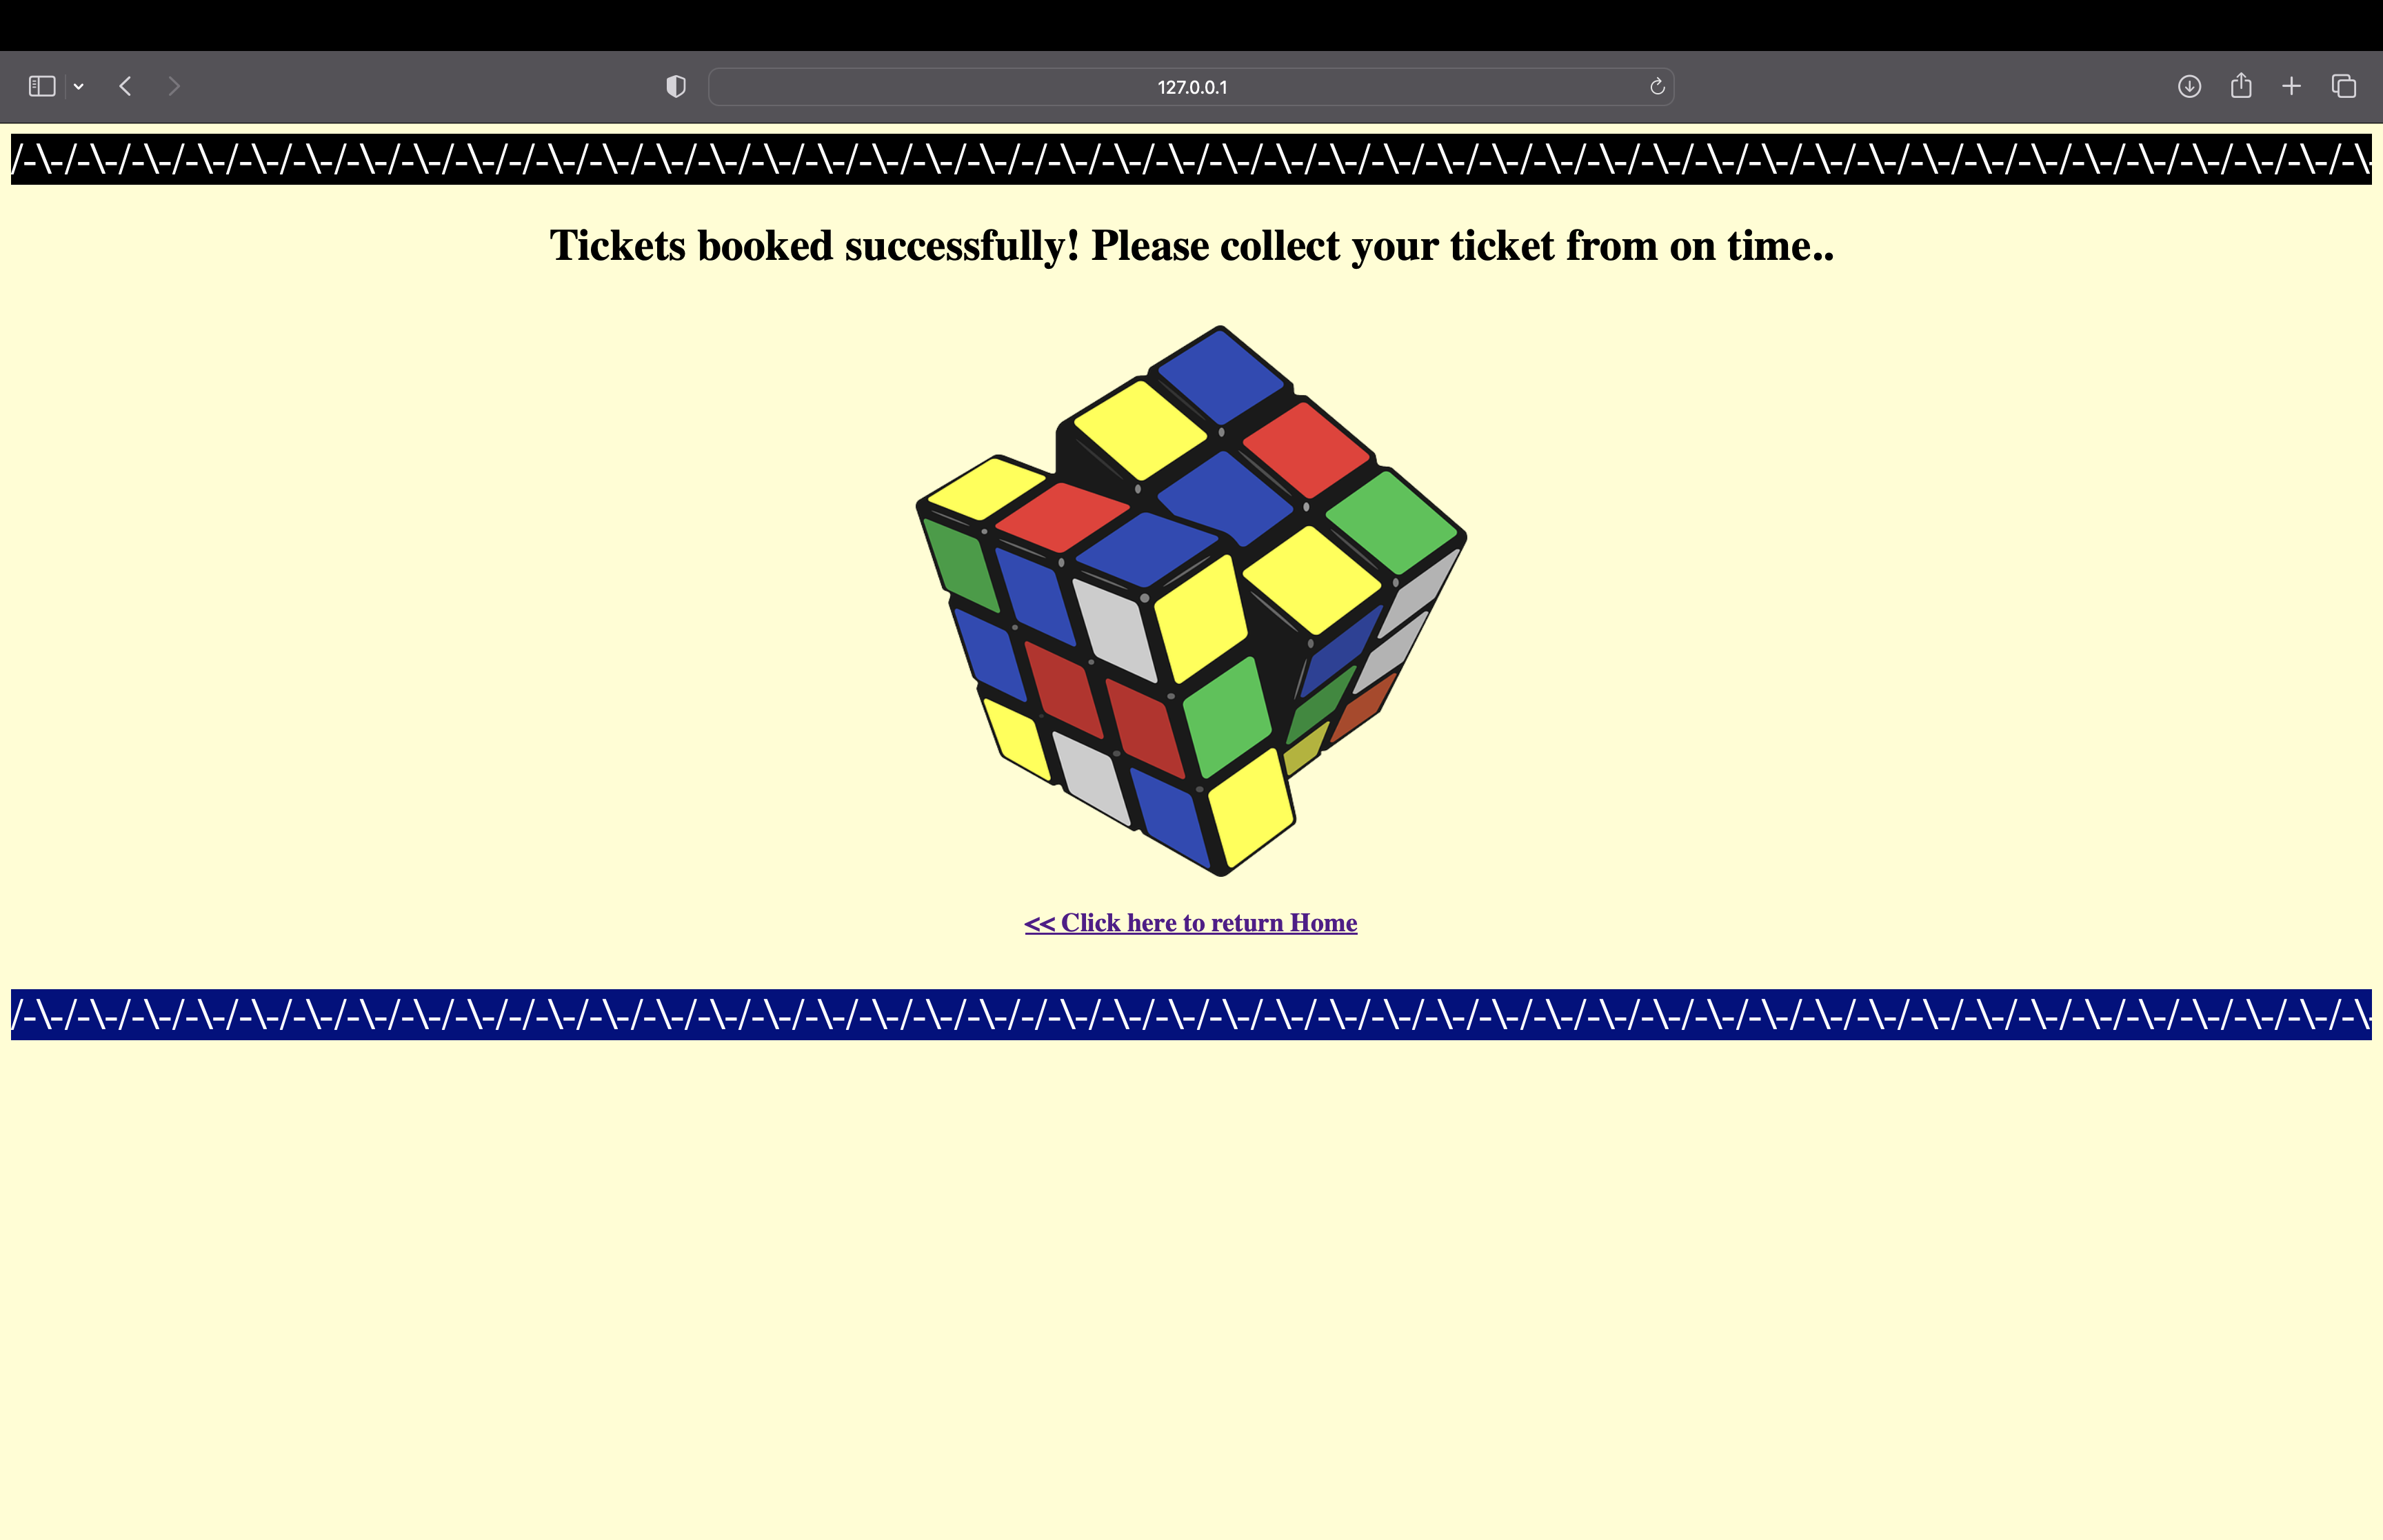 127.0.0.1
/-\-/-\-/-\-/-\-/-\-/-\-/-\-/-\-/-\-/-/-\-/-\-/-\-/-\-/-\-/-\-/-\-/-\-/-\-/-/-\-/-\-/-\-/-\-/-\-/-\-/-\-/-\-/-\-/-\-/-\-/-\-/-\-/-\-/-\-/-\-/-\-/-\-/-\-/-\-/-\-/-\-/-\-/-\-/-\-
Tickets booked successfully! Please collect your ticket from on time..
<< Click here to return Home
/-\-/-\-/-\-/-\-/-\-/-\-/-\-/-\-/-\-/-/-\-/-\-/-\-/-\-/-\-/-\-/-\-/-\-/-\-/-/-\-/-\-/-\-/-\-/-\-/-\-/-\-/-\-/-\-/-\-/-\-/-\-/-\-/-\-/-\-/-\-/-\-/-\-/-\-/-\-/-\-/-\-/-\-/-\-/-\-